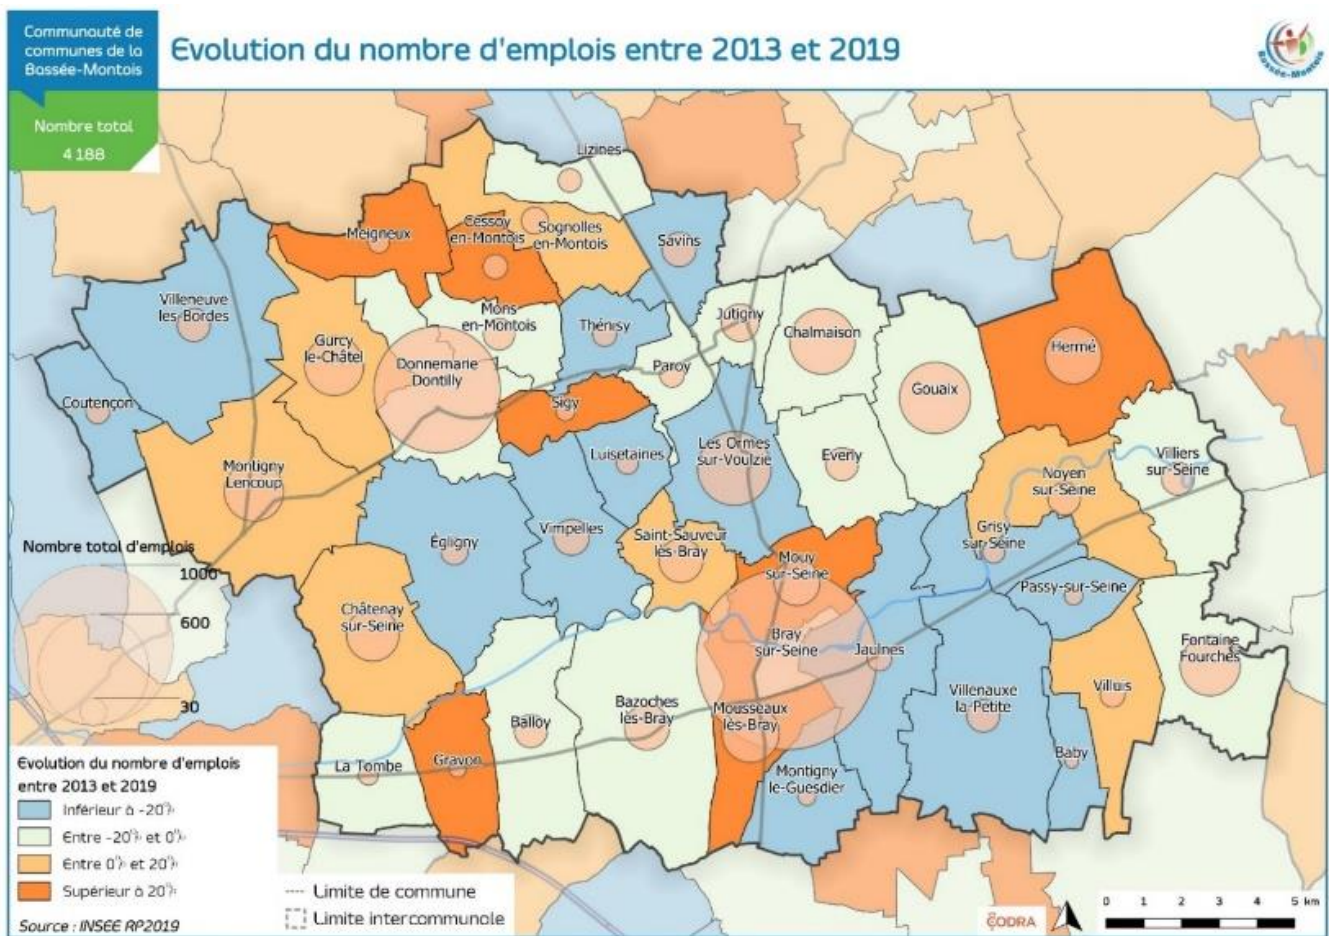 Communauté de
communes de la
Bassée-Montois
Evolution du nombre d'emplois entre 2013 et 2019
Bassée-Montois
Nombre total
4 188
Lizines
Meigneux
Cessoy
en-Montois
Sognolles
en-Montois
Savins
Villeneuve
les-Bordes
Gurcy
le-Châtel
Mons
en-Montois
Thénisy
Jutigny
Chalmaison
Hermé
Donnemarie
Dontilly
Paroy
Gouaix
Coutençon
Sigy
Montigny
Lencoup
Luisetaines
Les Ormes
sur-Voulzie
Everly
Noyen
sur-Seine
Villiers
sur-Seine
Égligny
Vimpelles
Saint-Sauveur
lès-Bray
Grisy
sur-Seine
Mouy
sur-Seine
Passy-sur-Seine
Nombre total d'emplois
1000
600
30
Châtenay
sur-Seine
Bray
sur-Seine
Jaulnes
Fontaine
Fourches
Villenauxe
la-Petite
Villuis
Balloy
Bazoches
lès-Bray
Mousseaux
lès-Bray
La Tombe
Gravon
Montigny
le-Guesdier
Baby
Evolution du nombre d'emplois
entre 2013 et 2019
Inférieur à -20%
Entre -20% et 0%
Entre 0% et 20%
Supérieur à 20%
Source : INSEE RP2019
Limite de commune
Limite intercommunale
CODRA
0 1 2 3 4 5 km